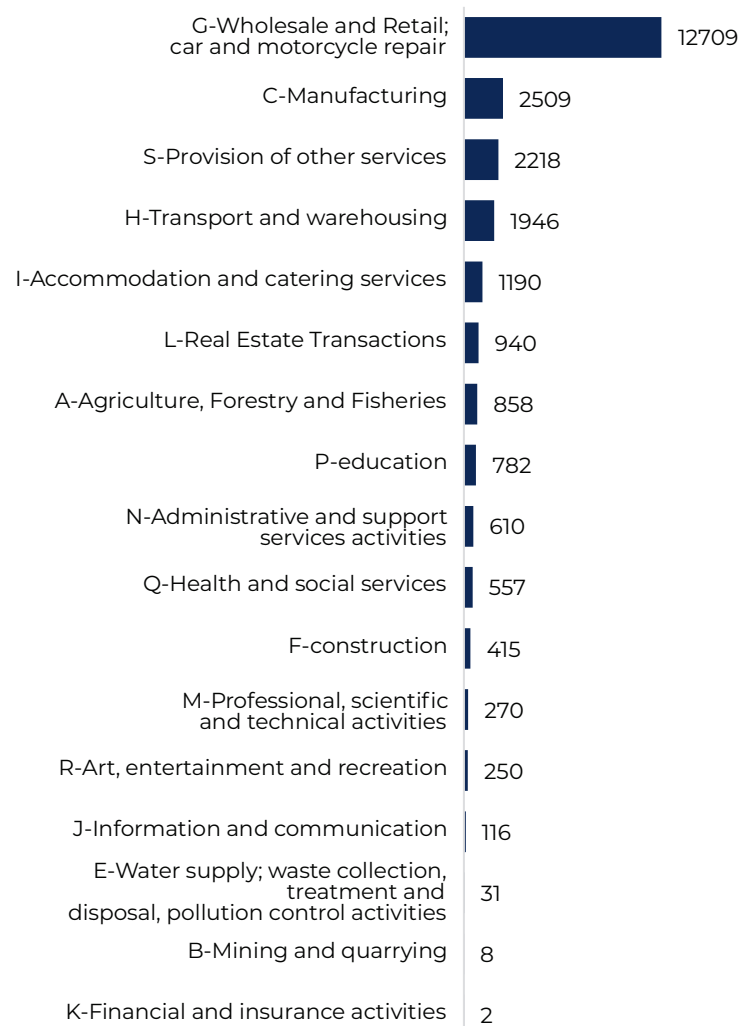 G-Wholesale and Retail;
car and motorcycle repair
12709
C-Manufacturing
2509
S-Provision of other services
2218
H-Transport and warehousing
1946
I-Accommodation and catering services
1190
L-Real Estate Transactions
940
A-Agriculture, Forestry and Fisheries
858
P-education
782
N-Administrative and support
services activities
610
Q-Health and social services
557
F-construction
415
M-Professional, scientific
and technical activities
270
R-Art, entertainment and recreation
250
J-Information and communication
116
E-Water supply; waste collection,
treatment and
disposal, pollution control activities
31
B-Mining and quarrying
8
K-Financial and insurance activities
2